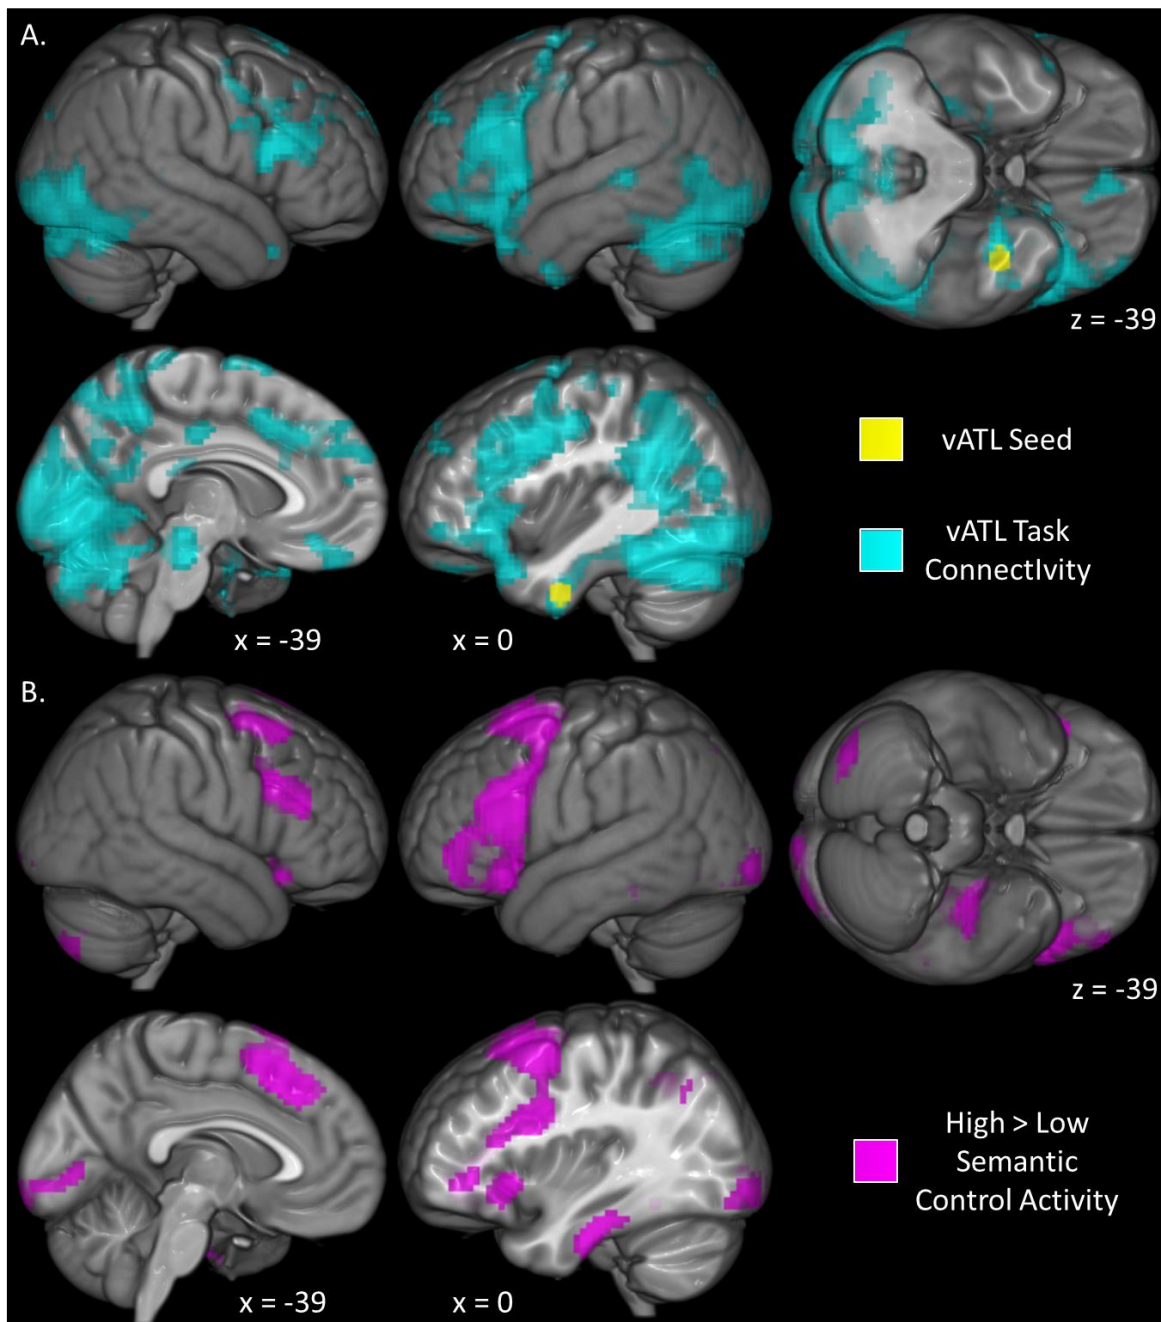 A.
z = -39
vATL Seed
vATL Task
ConnectIvity
x = -39
x = 0
B.
z = -39
High > Low
Semantic
Control Activity
x = -39
x = 0